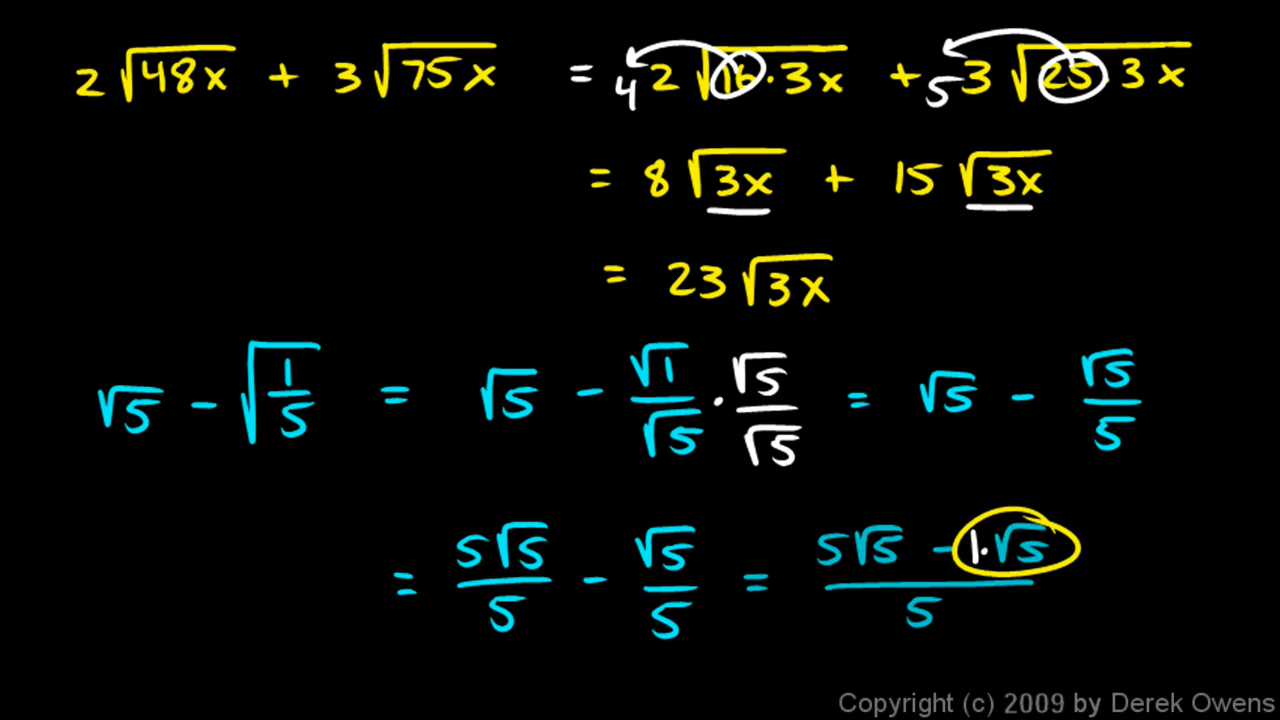 2√48x + 3√75x = 4 2√16·3x + 5 3√25 3x
= 8√3x + 15√3x
= 23√3x
√5 - √1/5 = √5 - √1/√5 · √5/√5 = √5 - √5/5
= 5√5/5 - √5/5 = 5√5 - 1·√5/5
Copyright (c) 2009 by Derek Owens